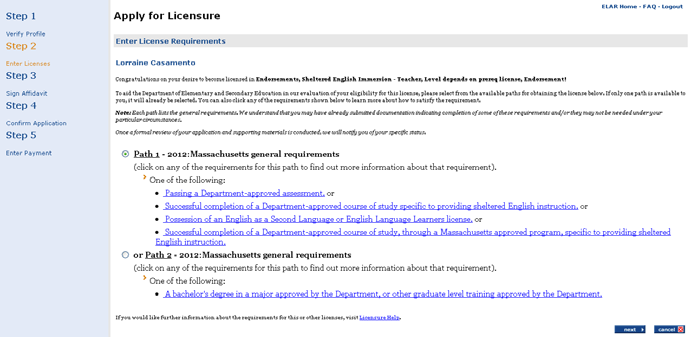 ELAR Home - FAQ - Logout
Step 1
Verify Profile
Step 2
Enter Licenses
Step 3
Sign Affidavit
Step 4
Confirm Application
Step 5
Enter Payment
Apply for Licensure
Enter License Requirements
Lorraine Casamento
Congratulations on your desire to become licensed in Endorsements, Sheltered English Immersion - Teacher, Level depends on prereq license, Endorsement!
To aid the Department of Elementary and Secondary Education in our evaluation of your eligibility for this license, please select from the available paths for obtaining the license below. If only one path is available to
you, it will already be selected. You can also click any of the requirements shown below to learn more about how to satisfy the requirement.
Note: Each path lists the general requirements. We understand that you may have already submitted documentation indicating completion of some of these requirements and/or they may not be needed under your
particular circumstances.
Once a formal review of your application and supporting materials is conducted, we will notify you of your specific status.
Path 1 - 2012:Massachusetts general requirements
(click on any of the requirements for this path to find out more information about that requirement).
One of the following:
• Passing a Department-approved assessment. or
• Successful completion of a Department-approved course of study specific to providing sheltered English instruction. or
• Possession of an English as a Second Language or English Language Learners license. or
• Successful completion of a Department-approved course of study, through a Massachusetts approved program, specific to providing sheltered
English instruction.
or Path 2 - 2012:Massachusetts general requirements
(click on any of the requirements for this path to find out more information about that requirement).
One of the following:
• A bachelor's degree in a major approved by the Department, or other graduate level training approved by the Department.
If you would like further information about the requirements for this or other licenses, visit Licensure Help.
next cancel